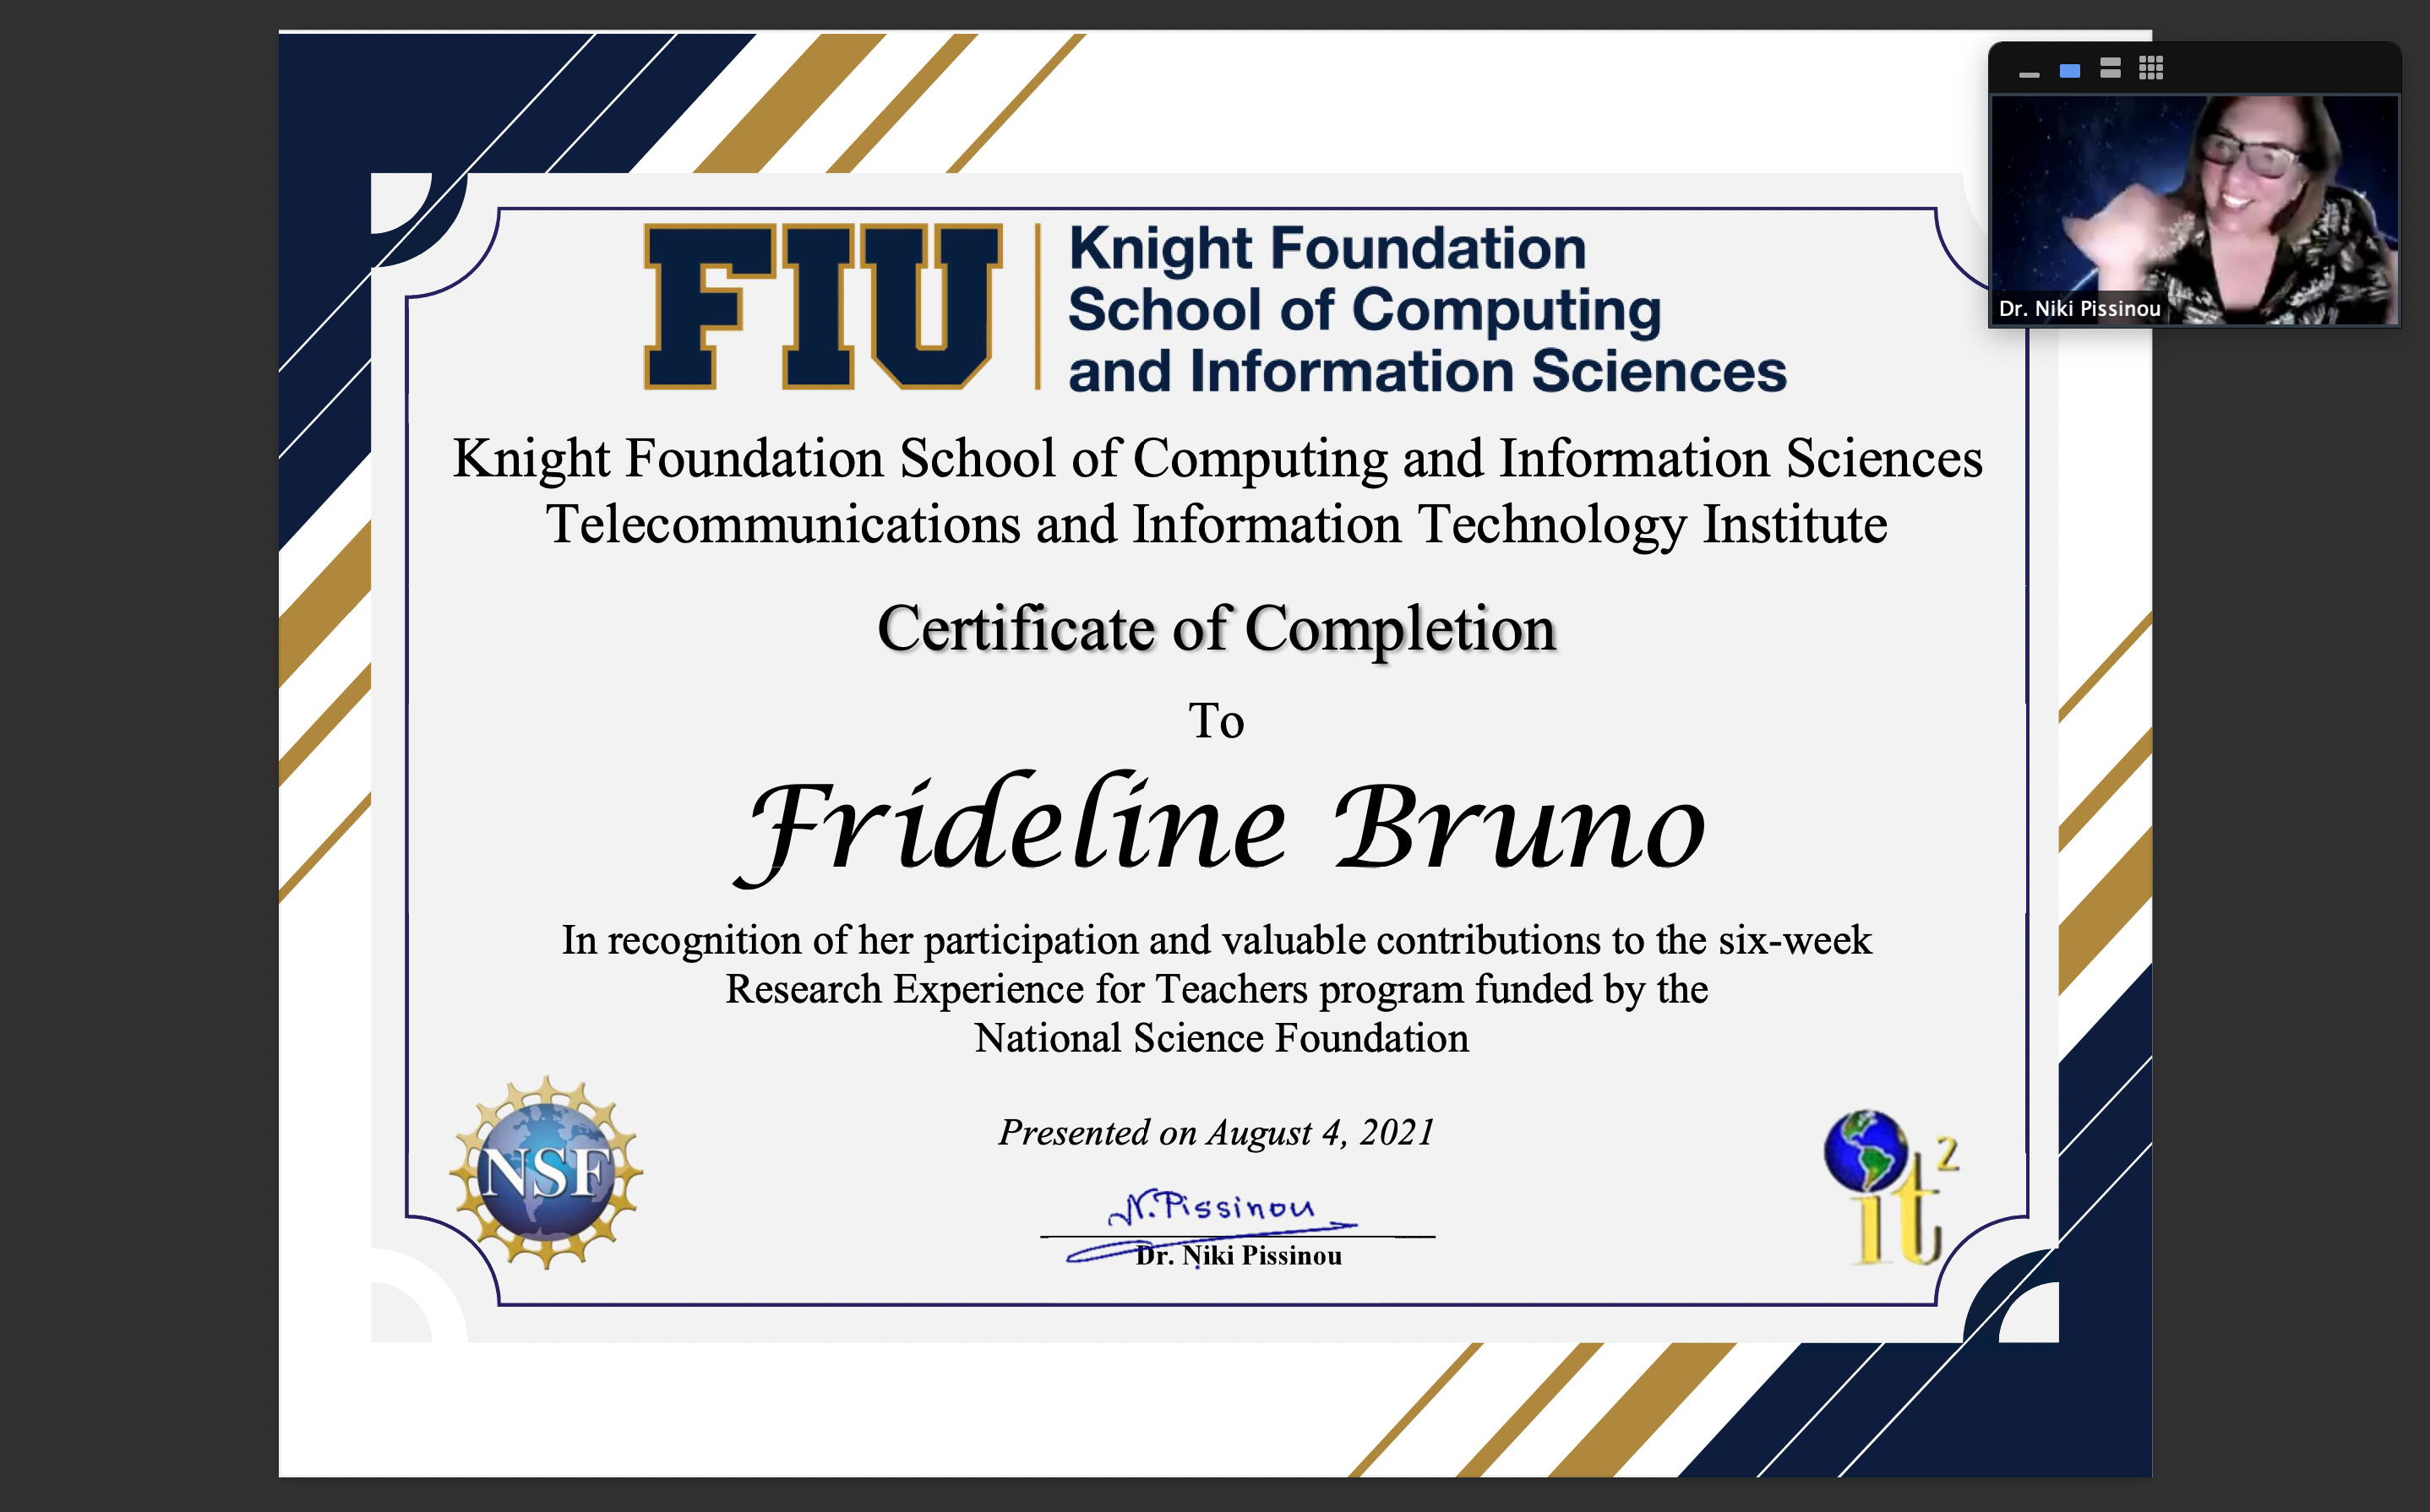 FIU
Knight Foundation
School of Computing
and Information Sciences
Dr. Niki Pissinou
Knight Foundation School of Computing and Information Sciences
Telecommunications and Information Technology Institute
Certificate of Completion
To
Frideline Bruno
In recognition of her participation and valuable contributions to the six-week
Research Experience for Teachers program funded by the
National Science Foundation
NSF
Presented on August 4, 2021
it2
N. Pissinou
Dr. Niki Pissinou